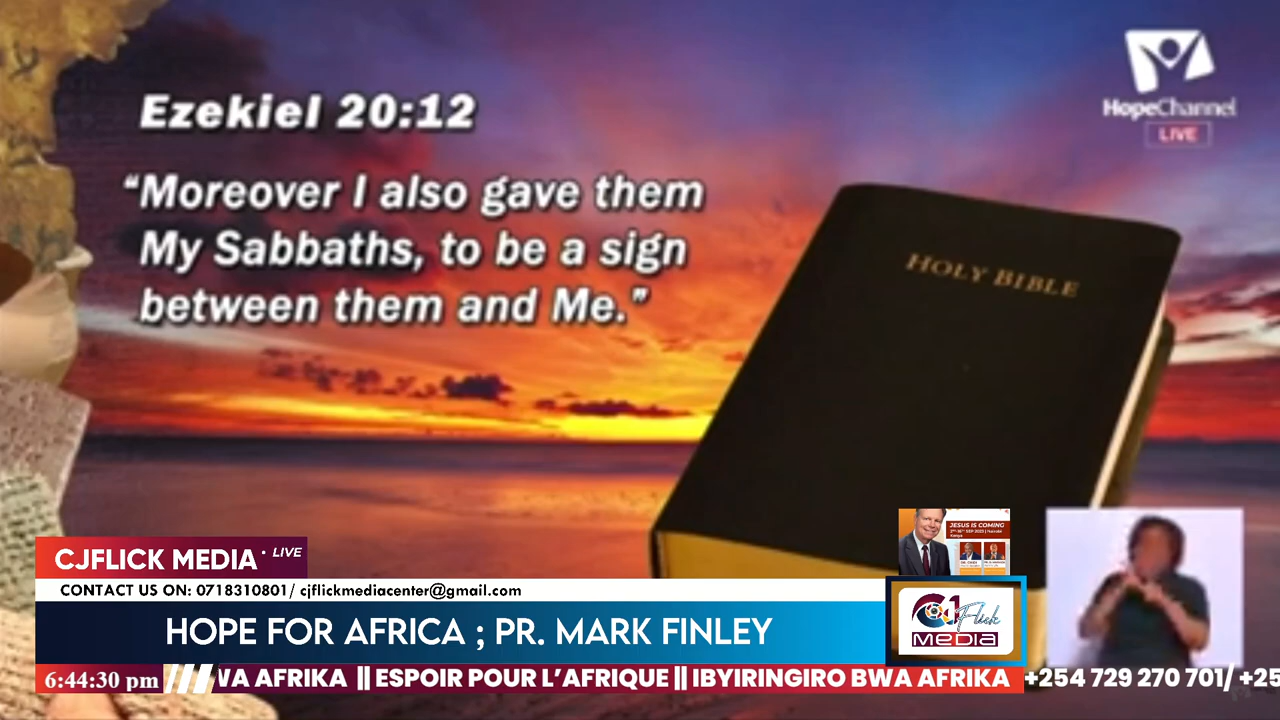 Ezekiel 20:12
“Moreover I also gave them
My Sabbaths, to be a sign
between them and Me.”
HopeChannel
LIVE
HOLY BIBLE
JESUS IS COMING
CJFLICK MEDIA • LIVE
CONTACT US ON: 0718310801/ cjflickmediacenter@gmail.com
HOPE FOR AFRICA ; PR. MARK FINLEY
Flick
MEDIA
6:44:30 pm
WA AFRIKA || ESPOIR POUR L’AFRIQUE || IBYIRINGIRO BWA AFRIKA
+254 729 270 701/ +25